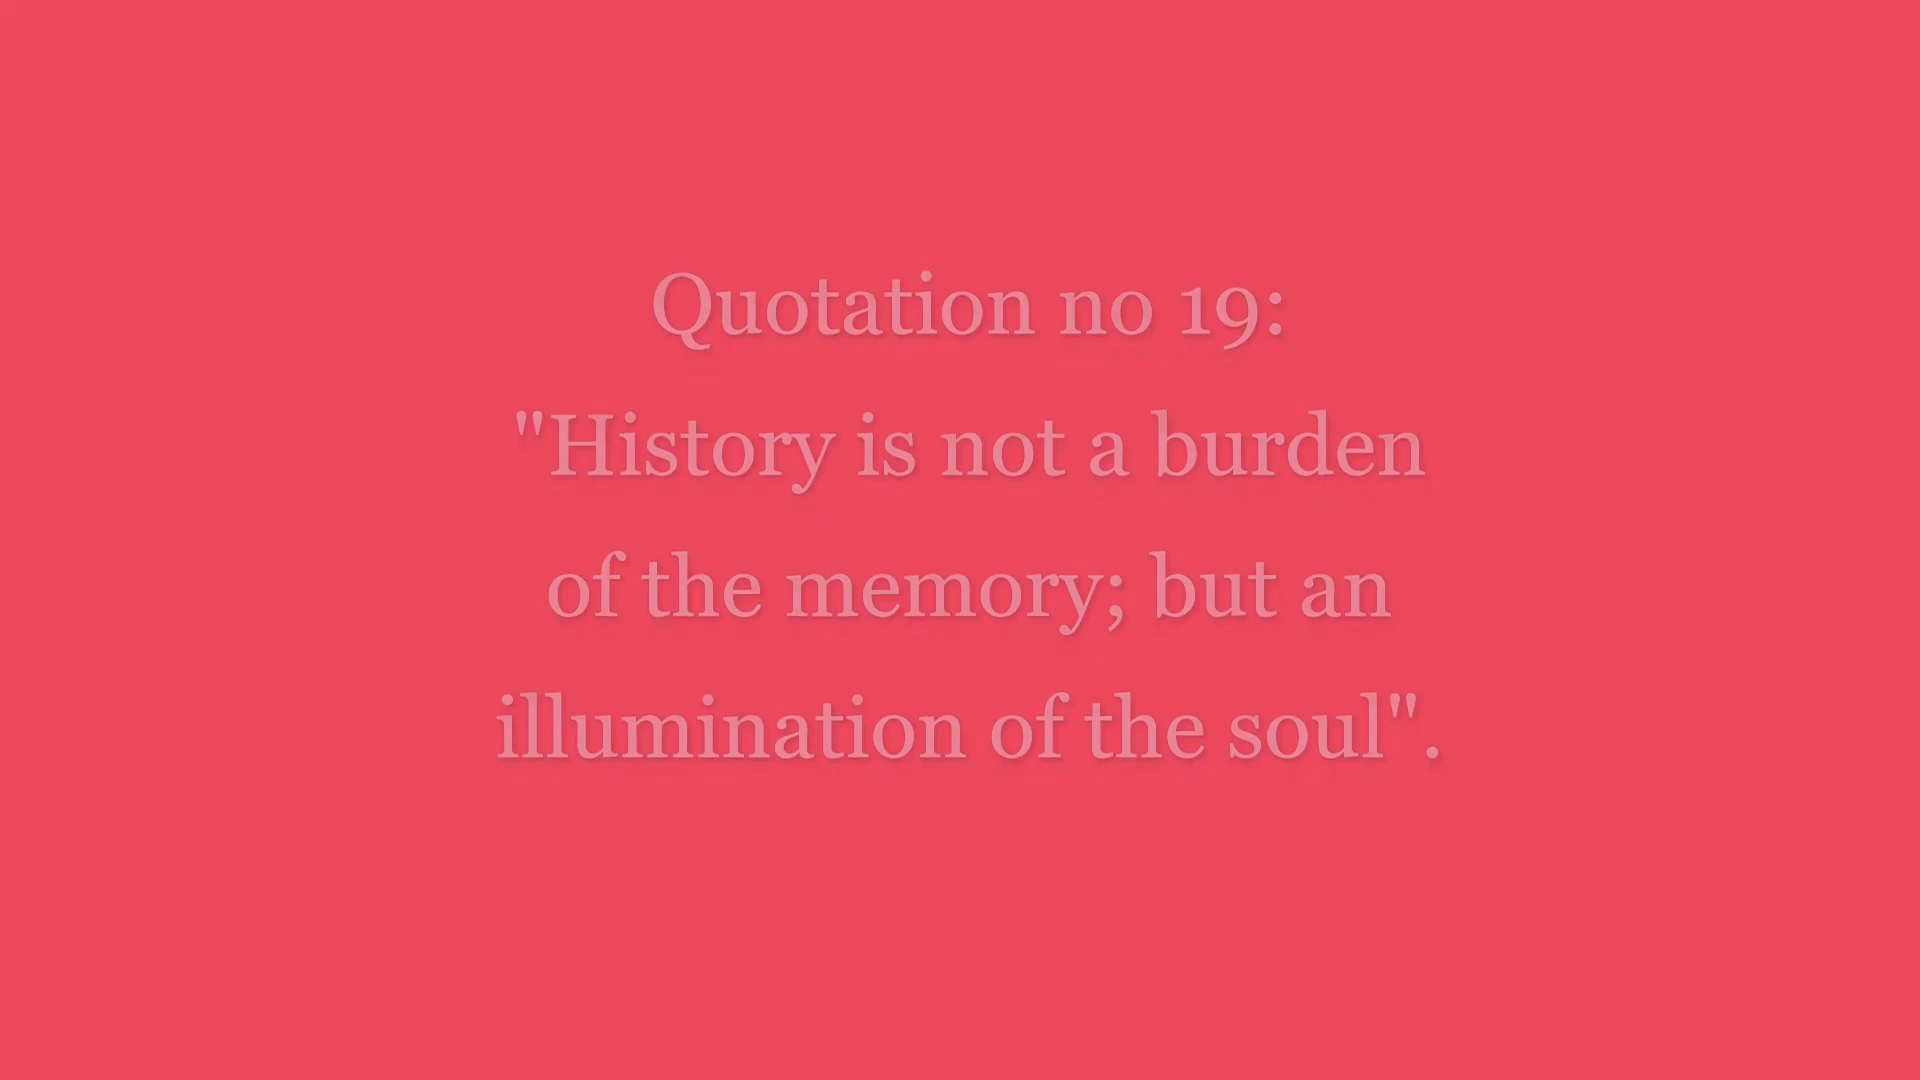 Quotation no 19:
"History is not a burden
of the memory; but an
illumination of the soul".